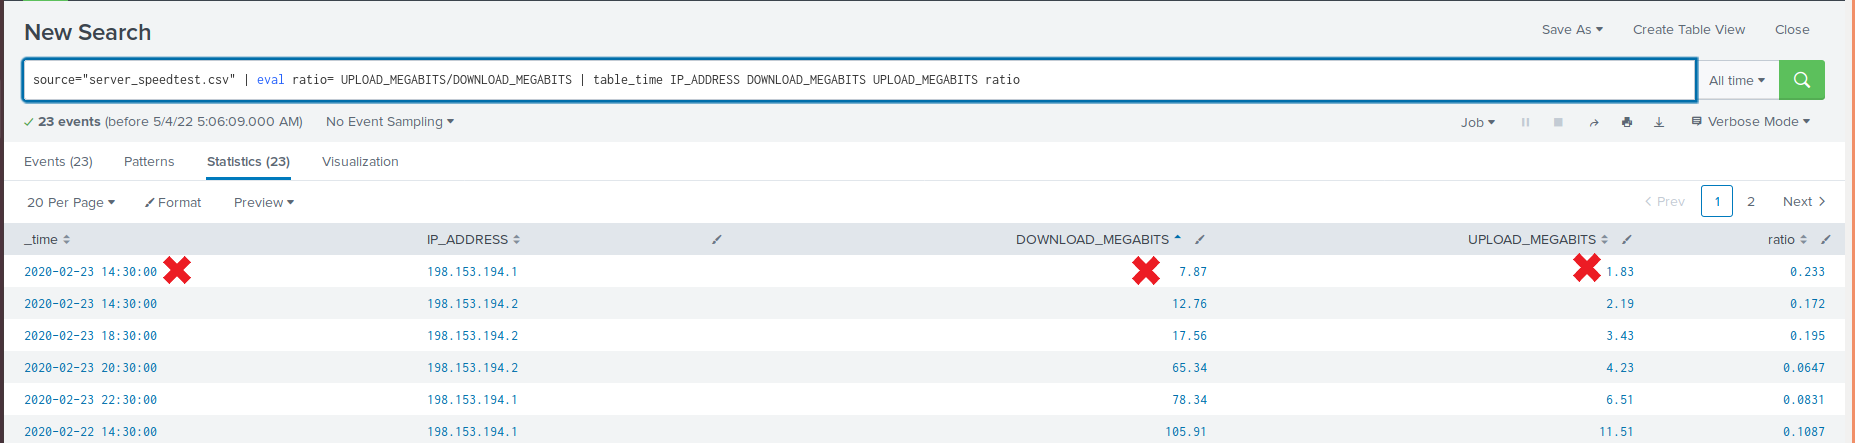 New Search
Save As Create Table View Close
source="server_speedtest.csv" | eval ratio= UPLOAD_MEGABITS/DOWNLOAD_MEGABITS | table_time IP_ADDRESS DOWNLOAD_MEGABITS UPLOAD_MEGABITS ratio
All time
23 events (before 5/4/22 5:06:09.000 AM) No Event Sampling
Job Verbose Mode
Events (23) Patterns Statistics (23) Visualization
20 Per Page Format Preview
Prev 1 2 Next
_time IP_ADDRESS DOWNLOAD_MEGABITS UPLOAD_MEGABITS ratio
2020-02-23 14:30:00 198.153.194.1 7.87 1.83 0.233
2020-02-23 14:30:00 198.153.194.2 12.76 2.19 0.172
2020-02-23 18:30:00 198.153.194.2 17.56 3.43 0.195
2020-02-23 20:30:00 198.153.194.2 65.34 4.23 0.0647
2020-02-23 22:30:00 198.153.194.1 78.34 6.51 0.0831
2020-02-22 14:30:00 198.153.194.1 105.91 11.51 0.1087